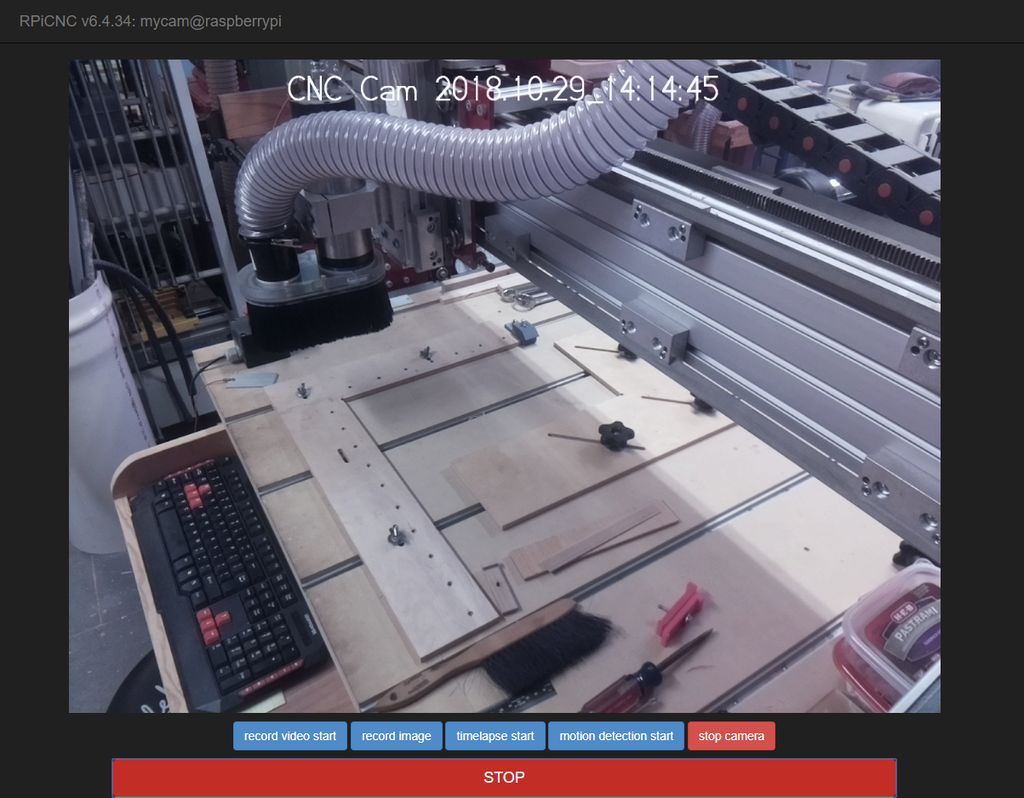 RPiCNC v6.4.34: mycam@raspberrypi
CNC Cam 2018.10.29_14:14:45
H-E-B
PASTRAMI
record video start
record image
timelapse start
motion detection start
stop camera
STOP